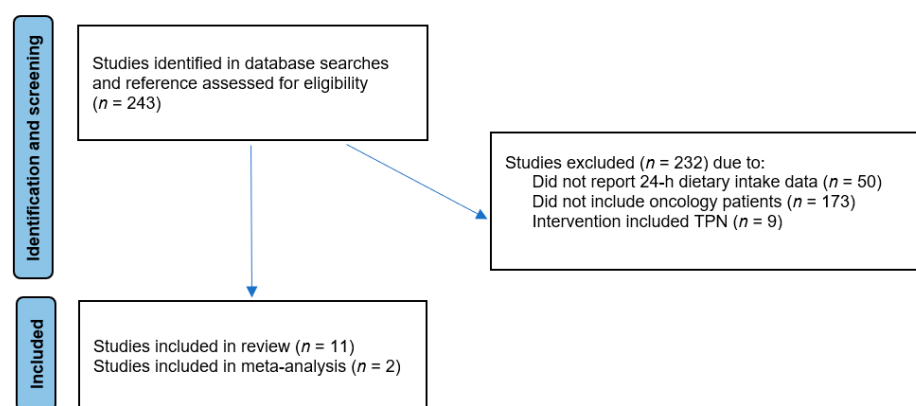 Identification and screening
Studies identified in database searches
and reference assessed for eligibility
(n = 243)
Studies excluded (n = 232) due to:
Did not report 24-h dietary intake data (n = 50)
Did not include oncology patients (n = 173)
Intervention included TPN (n = 9)
Included
Studies included in review (n = 11)
Studies included in meta-analysis (n = 2)